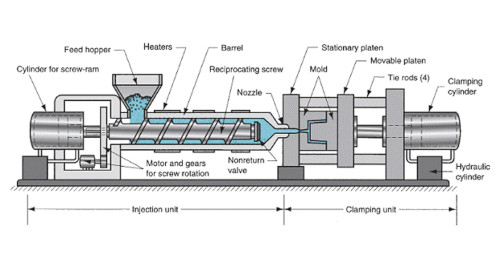 Feed hopper
Heaters
Barrel
Stationary platen
Movable platen
Cylinder for screw-ram
Reciprocating screw
Mold
Tie rods (4)
Clamping
cylinder
Nozzle
Motor and gears
for screw rotation
Nonreturn
valve
Hydraulic
cylinder
Injection unit
Clamping unit